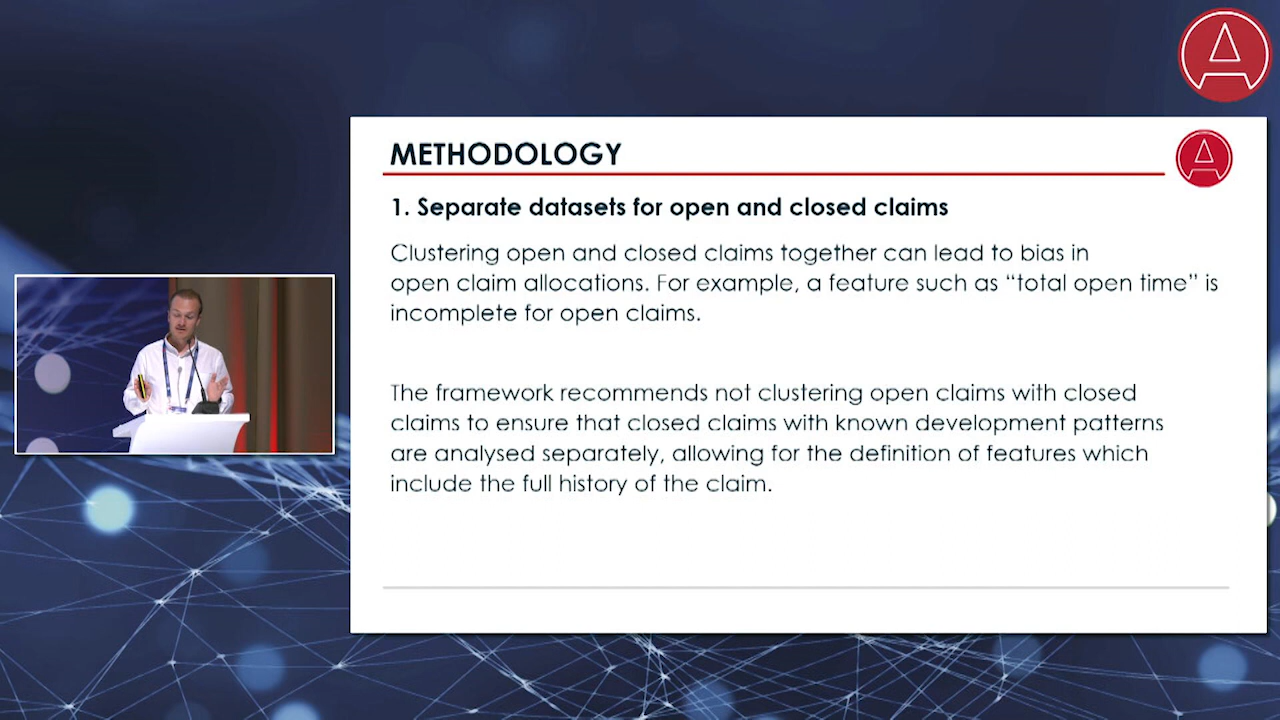 METHODOLOGY
1. Separate datasets for open and closed claims
Clustering open and closed claims together can lead to bias in
open claim allocations. For example, a feature such as “total open time” is
incomplete for open claims.
The framework recommends not clustering open claims with closed
claims to ensure that closed claims with known development patterns
are analysed separately, allowing for the definition of features which
include the full history of the claim.